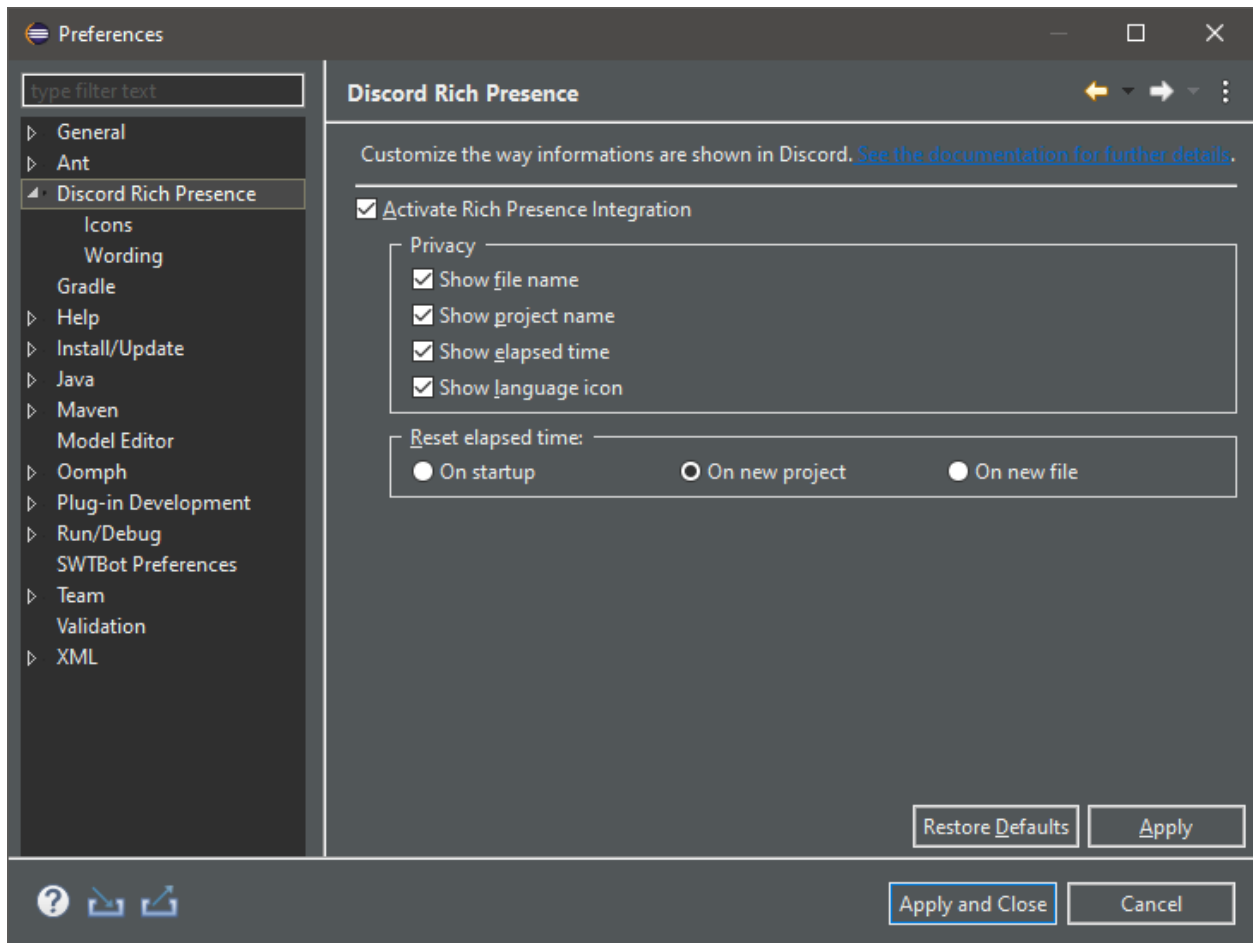 Preferences
type filter text
General
Ant
Discord Rich Presence
Icons
Wording
Gradle
Help
Install/Update
Java
Maven
Model Editor
Oomph
Plug-in Development
Run/Debug
SWTBot Preferences
Team
Validation
XML
Discord Rich Presence
Customize the way informations are shown in Discord. See the documentation for further details.
Activate Rich Presence Integration
Privacy
Show file name
Show project name
Show elapsed time
Show language icon
Reset elapsed time:
On startup On new project On new file
Restore Defaults Apply
Apply and Close Cancel